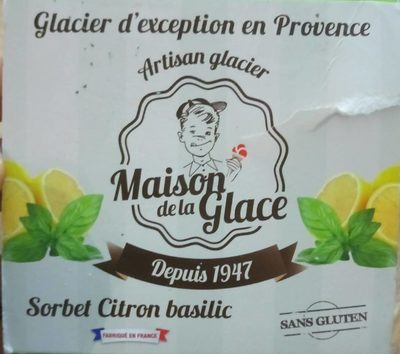 Glacier d'exception en Provence
Artisan glacier
Maison
de la Glace
Depuis 1947
Sorbet Citron basilic
SANS GLUTEN
FABRIQUÉ EN FRANCE